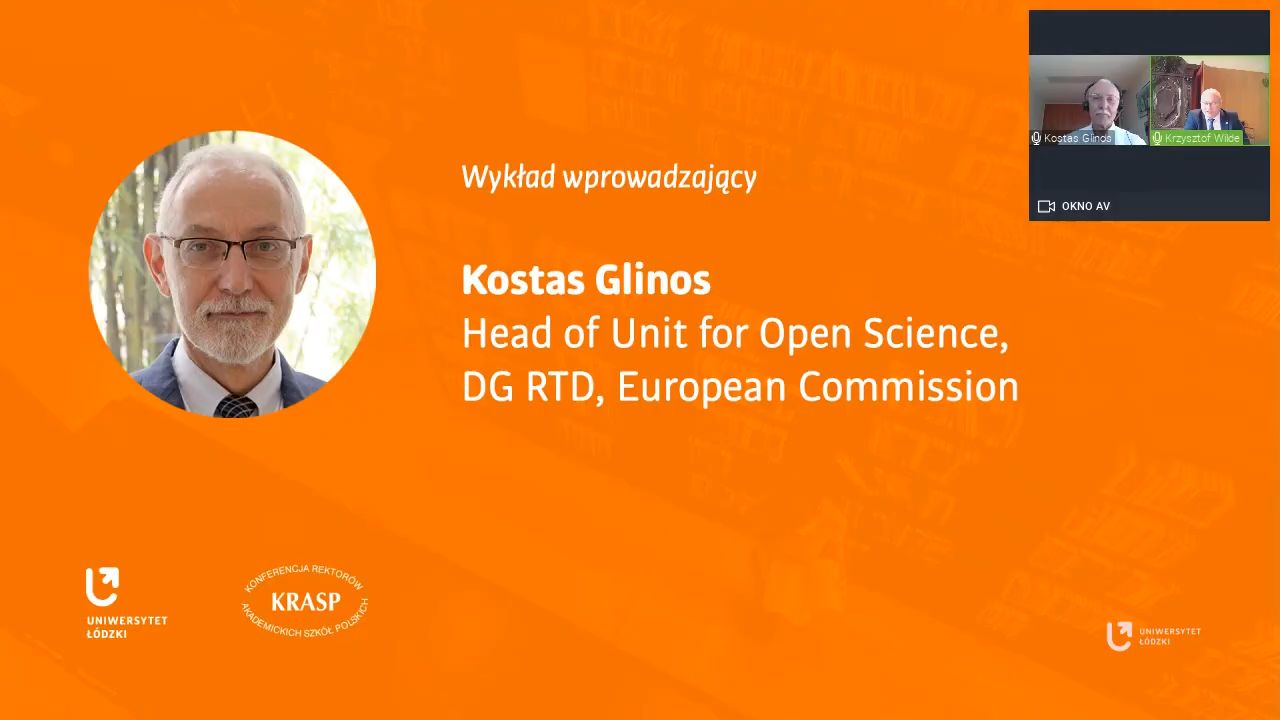 Wykład wprowadzający
Kostas Glinos
Head of Unit for Open Science,
DG RTD, European Commission
Kostas Glinos
Krzysztof Wilde
OKNO AV
UNIWERSYTET
ŁÓDZKI
KONFERENCJA REKTORÓW
KRASP
AKADEMICKICH SZKÓŁ POLSKICH
UNIWERSYTET
ŁÓDZKI